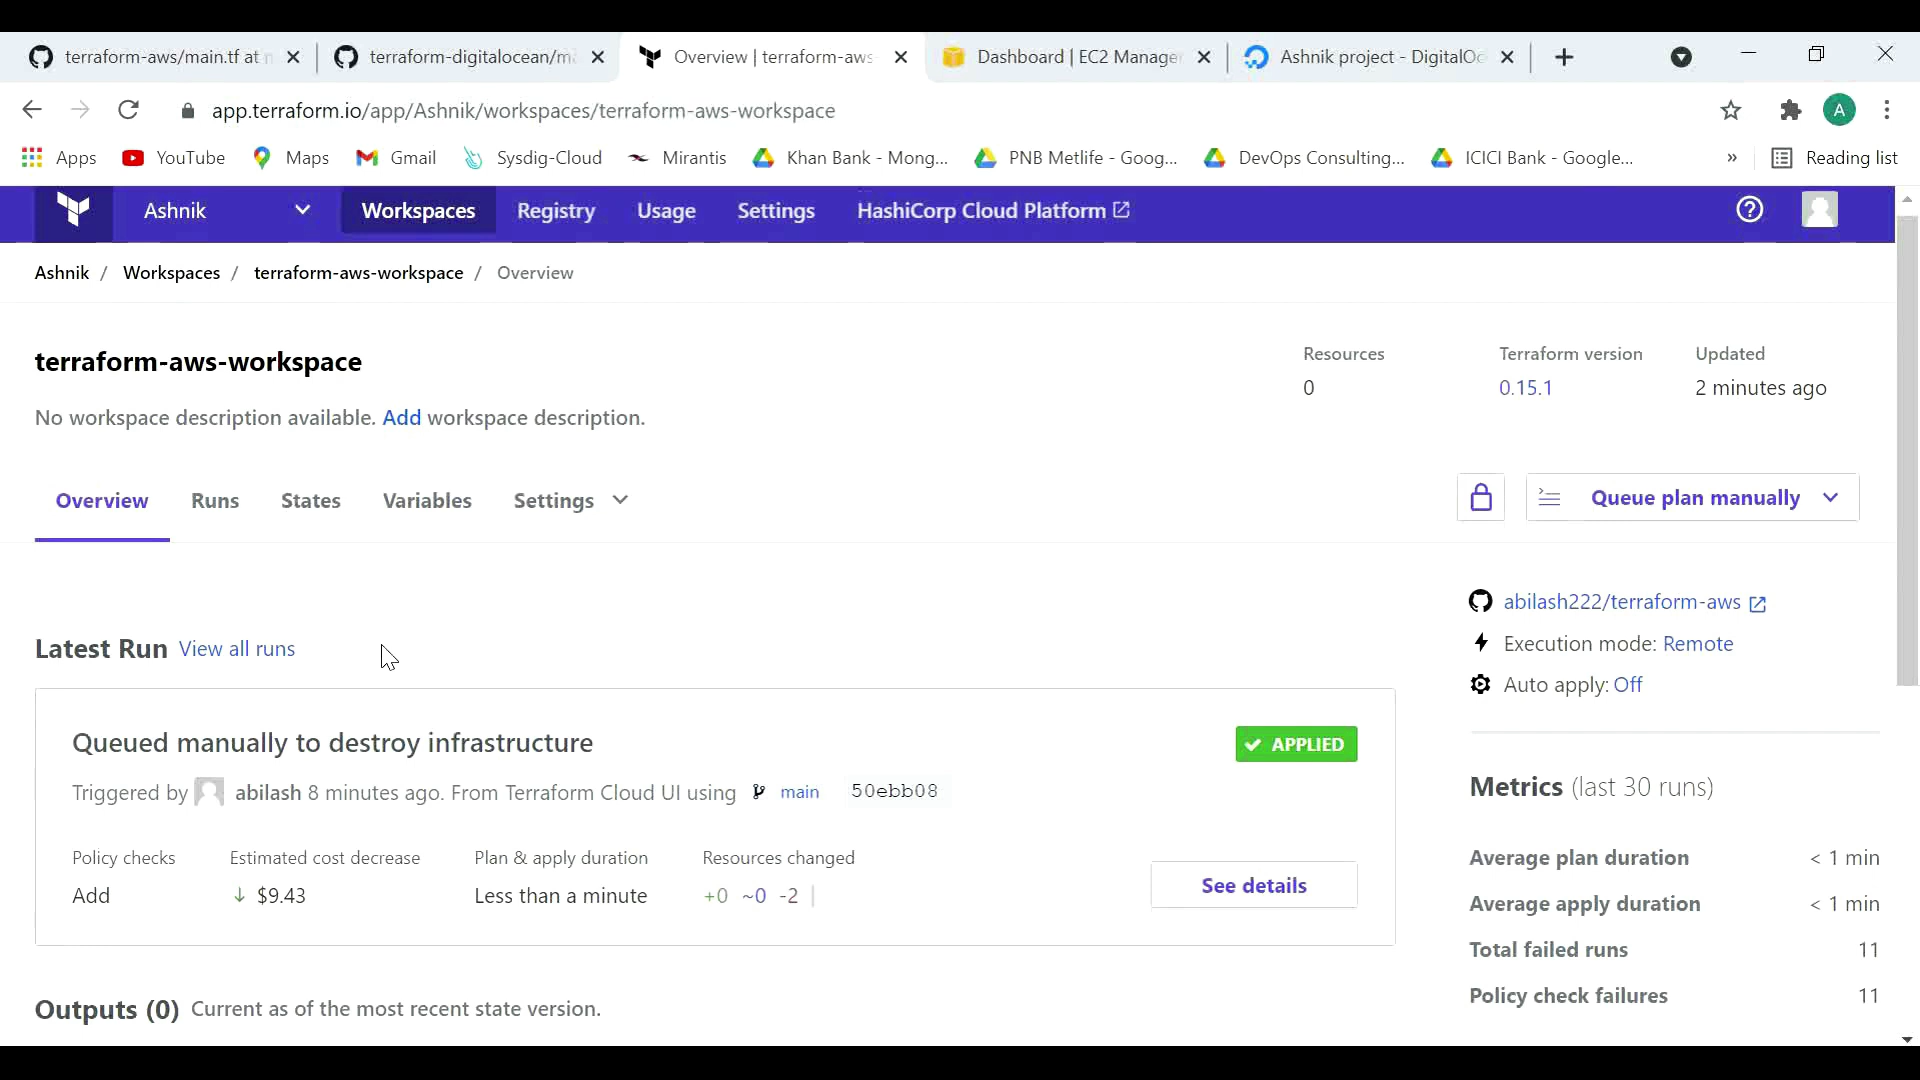 terraform-aws/main.tf at
terraform-digitalocean/m
Overview | terraform-aws-
Dashboard | EC2 Manager
Ashnik project - DigitalOc
app.terraform.io/app/Ashnik/workspaces/terraform-aws-workspace
A
Apps
YouTube
Maps
Gmail
Sysdig-Cloud
Mirantis
Khan Bank - Mong...
PNB Metlife - Goog...
DevOps Consulting...
ICICI Bank - Google...
»
Reading list
Ashnik
Workspaces
Registry
Usage
Settings
HashiCorp Cloud Platform
Ashnik / Workspaces / terraform-aws-workspace / Overview
terraform-aws-workspace
No workspace description available. Add workspace description.
Resources
0
Terraform version
0.15.1
Updated
2 minutes ago
Overview
Runs
States
Variables
Settings
Queue plan manually
abilash222/terraform-aws
Execution mode: Remote
Auto apply: Off
Latest Run View all runs
Queued manually to destroy infrastructure
APPLIED
Triggered by abilash 8 minutes ago. From Terraform Cloud UI using main 50ebb08
Policy checks
Add
Estimated cost decrease
↓ $9.43
Plan & apply duration
Less than a minute
Resources changed
+0 ~0 -2
See details
Metrics (last 30 runs)
Average plan duration < 1 min
Average apply duration < 1 min
Total failed runs 11
Policy check failures 11
Outputs (0) Current as of the most recent state version.